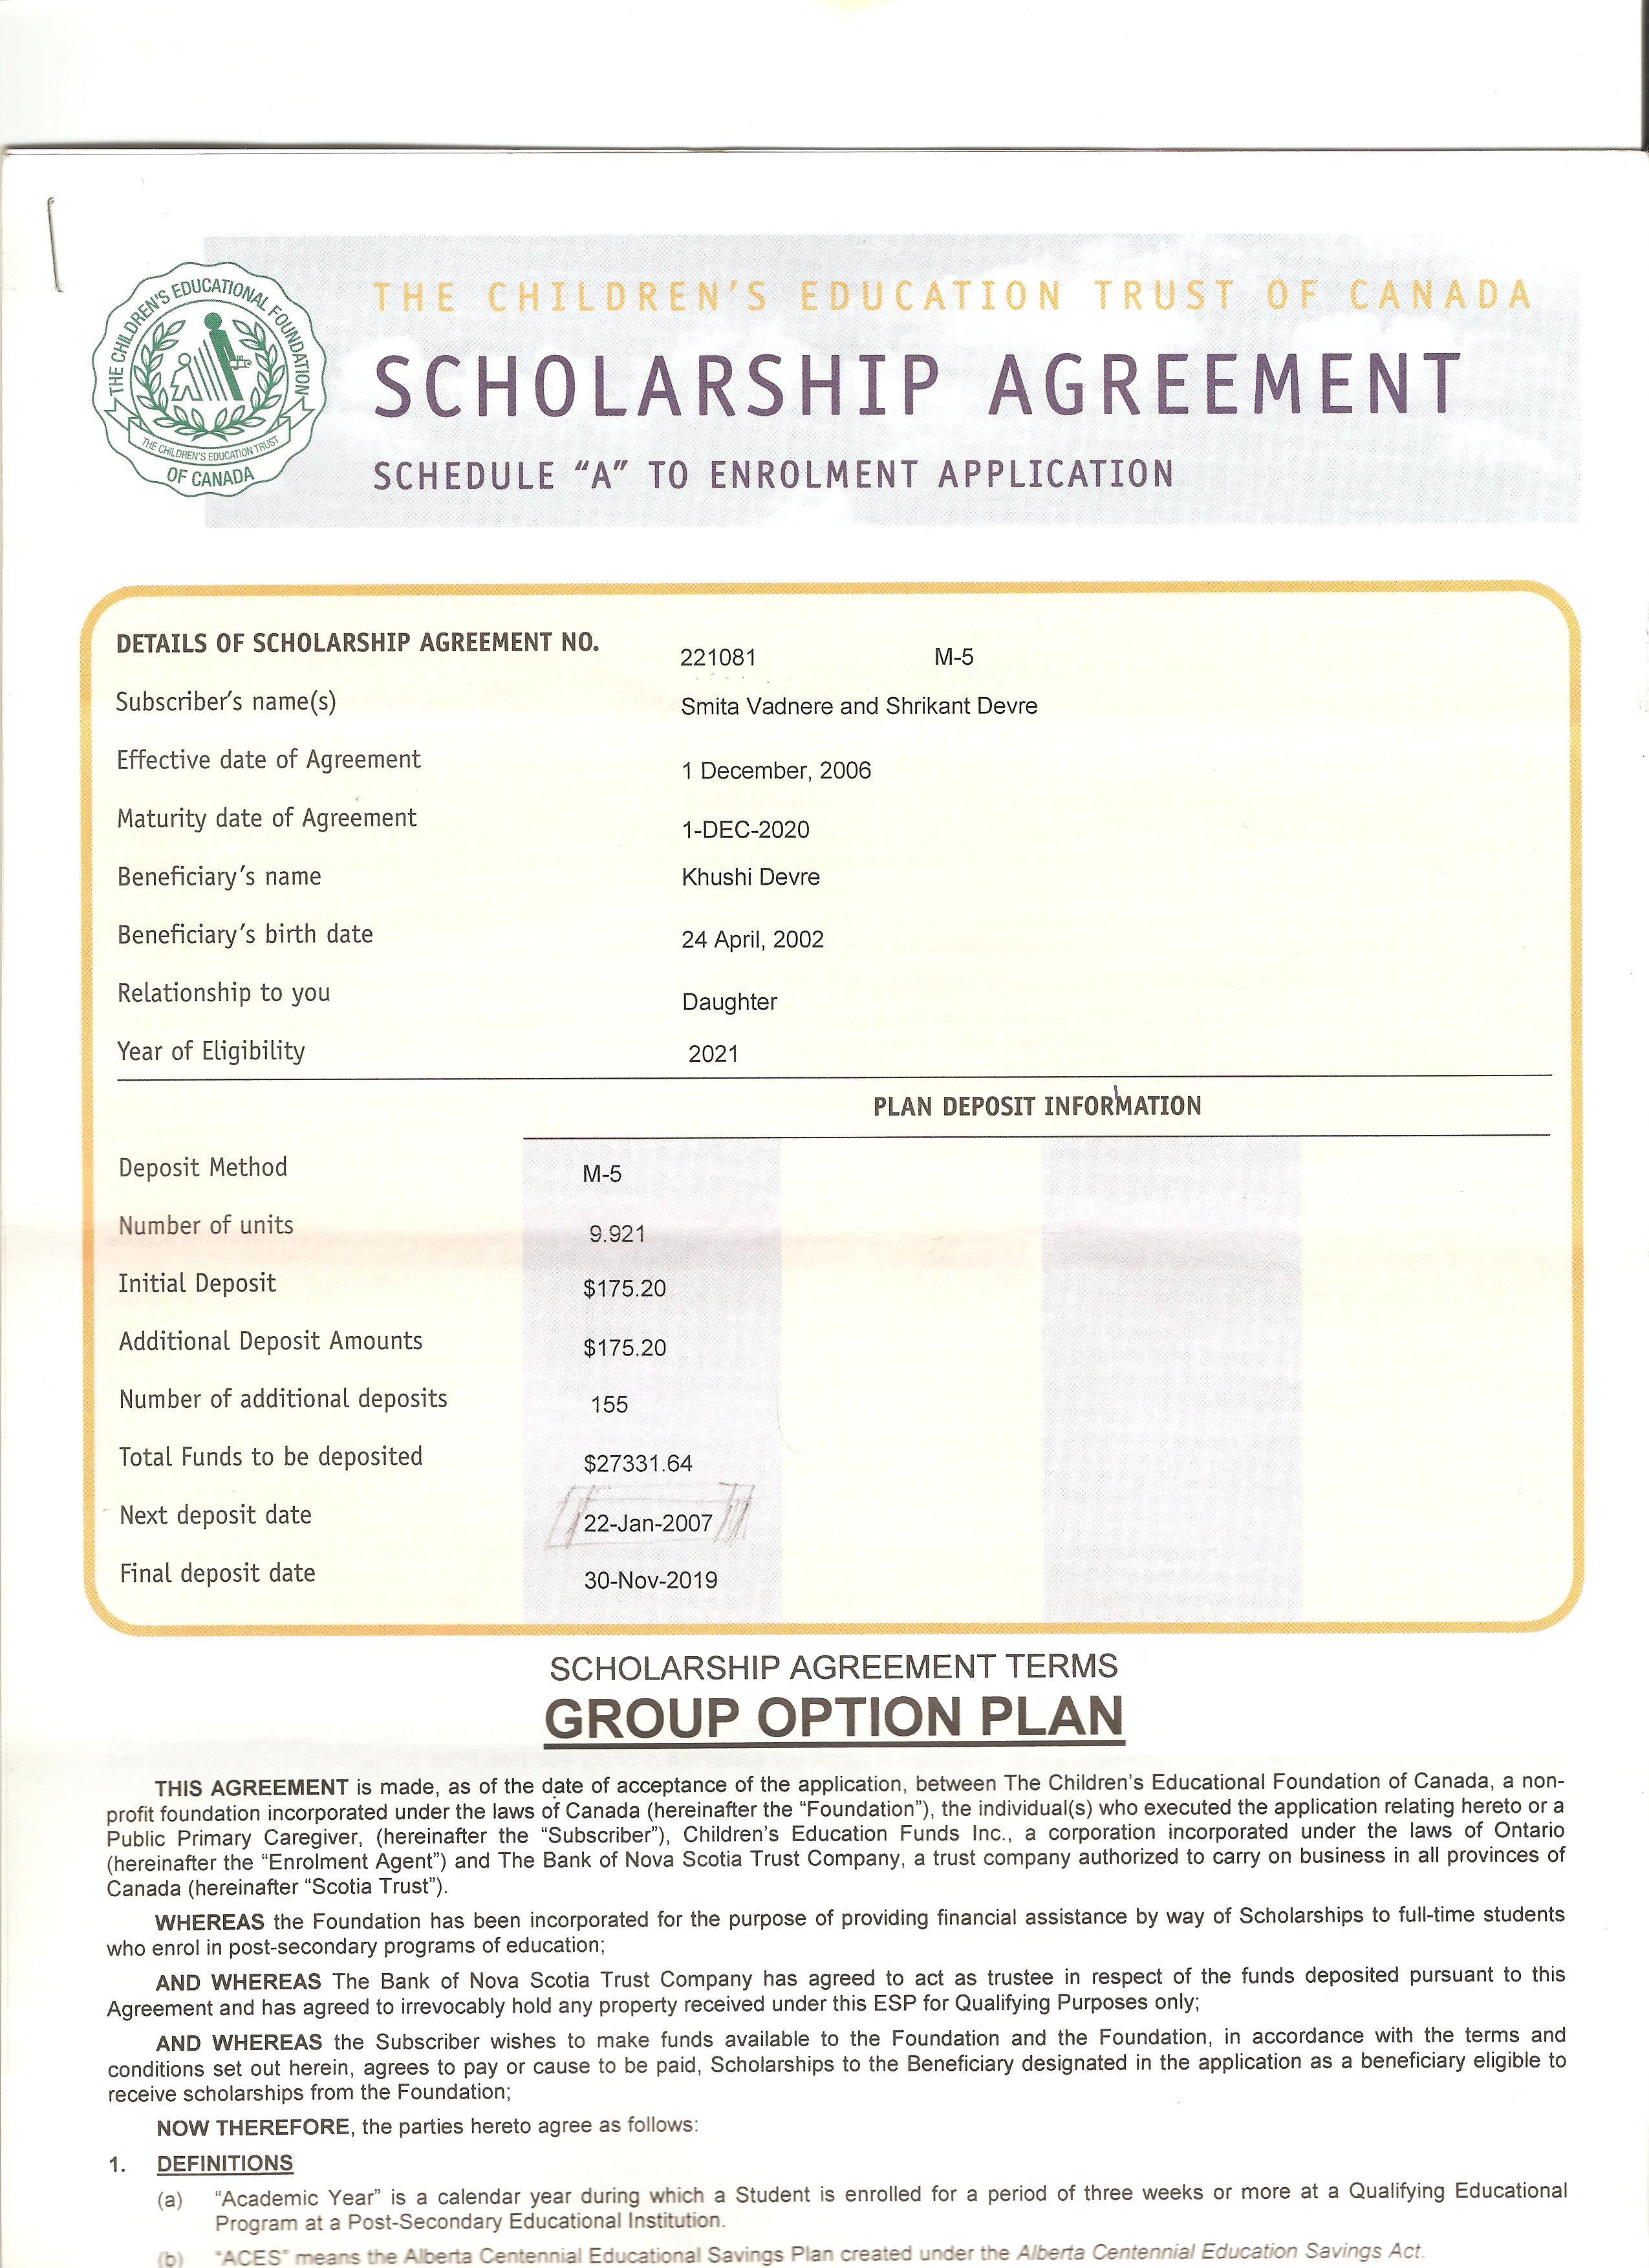 THE CHILDREN'S EDUCATIONAL FOUNDATION
THE CHILDREN'S EDUCATION TRUST
OF CANADA
THE CHILDREN'S EDUCATION TRUST OF CANADA
SCHOLARSHIP AGREEMENT
SCHEDULE “A” TO ENROLMENT APPLICATION
DETAILS OF SCHOLARSHIP AGREEMENT NO. 221081 M-5
Subscriber's name(s) Smita Vadnere and Shrikant Devre
Effective date of Agreement 1 December, 2006
Maturity date of Agreement 1-DEC-2020
Beneficiary's name Khushi Devre
Beneficiary's birth date 24 April, 2002
Relationship to you Daughter
Year of Eligibility 2021
PLAN DEPOSIT INFORMATION
Deposit Method M-5
Number of units 9.921
Initial Deposit $175.20
Additional Deposit Amounts $175.20
Number of additional deposits 155
Total Funds to be deposited $27331.64
Next deposit date 22-Jan-2007
Final deposit date 30-Nov-2019
SCHOLARSHIP AGREEMENT TERMS
GROUP OPTION PLAN
THIS AGREEMENT is made, as of the date of acceptance of the application, between The Children's Educational Foundation of Canada, a non-
profit foundation incorporated under the laws of Canada (hereinafter the “Foundation”), the individual(s) who executed the application relating hereto or a
Public Primary Caregiver, (hereinafter the “Subscriber”), Children's Education Funds Inc., a corporation incorporated under the laws of Ontario
(hereinafter the “Enrolment Agent”) and The Bank of Nova Scotia Trust Company, a trust company authorized to carry on business in all provinces of
Canada (hereinafter “Scotia Trust”).
WHEREAS the Foundation has been incorporated for the purpose of providing financial assistance by way of Scholarships to full-time students
who enrol in post-secondary programs of education;
AND WHEREAS The Bank of Nova Scotia Trust Company has agreed to act as trustee in respect of the funds deposited pursuant to this
Agreement and has agreed to irrevocably hold any property received under this ESP for Qualifying Purposes only;
AND WHEREAS the Subscriber wishes to make funds available to the Foundation and the Foundation, in accordance with the terms and
conditions set out herein, agrees to pay or cause to be paid, Scholarships to the Beneficiary designated in the application as a beneficiary eligible to
receive scholarships from the Foundation;
NOW THEREFORE, the parties hereto agree as follows:
1. DEFINITIONS
(a) “Academic Year” is a calendar year during which a Student is enrolled for a period of three weeks or more at a Qualifying Educational
Program at a Post-Secondary Educational Institution.
(b) “ACES” means the Alberta Centennial Educational Savings Plan created under the Alberta Centennial Education Savings Act.